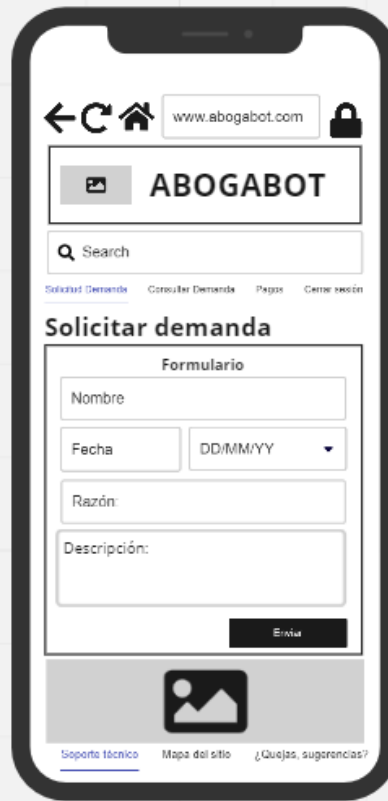 www.abogabot.com
ABOGABOT
Search
Solicitud Demanda Consultar Demanda Pagos Cerrar sesión
Solicitar demanda
Formulario
Nombre
Fecha DD/MM/YY
Razón:
Descripción:
Enviar
Soporte técnico Mapa del sitio ¿Quejas, sugerencias?